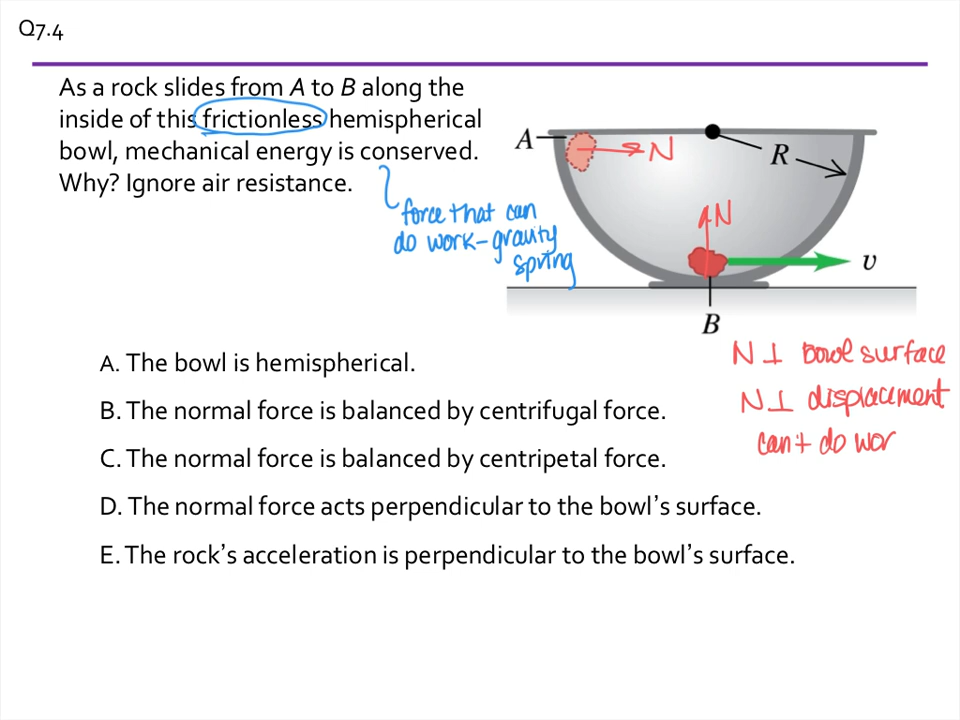 Q7.4
As a rock slides from A to B along the
inside of this frictionless hemispherical
bowl, mechanical energy is conserved.
Why? Ignore air resistance.
force that can
do work - gravity
spring
A
N
R
N
v
B
N ⊥ Bowl surface
N ⊥ displacement
can't do wor
A. The bowl is hemispherical.
B. The normal force is balanced by centrifugal force.
C. The normal force is balanced by centripetal force.
D. The normal force acts perpendicular to the bowl's surface.
E. The rock's acceleration is perpendicular to the bowl's surface.